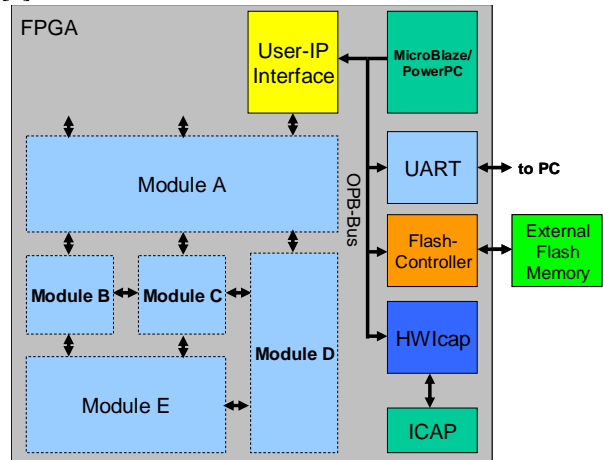 FPGA
User-IP
Interface
MicroBlaze/
PowerPC
Module A
OPB-Bus
UART
to PC
Flash-
Controller
External
Flash
Memory
Module B
Module C
Module D
HWIcap
Module E
ICAP